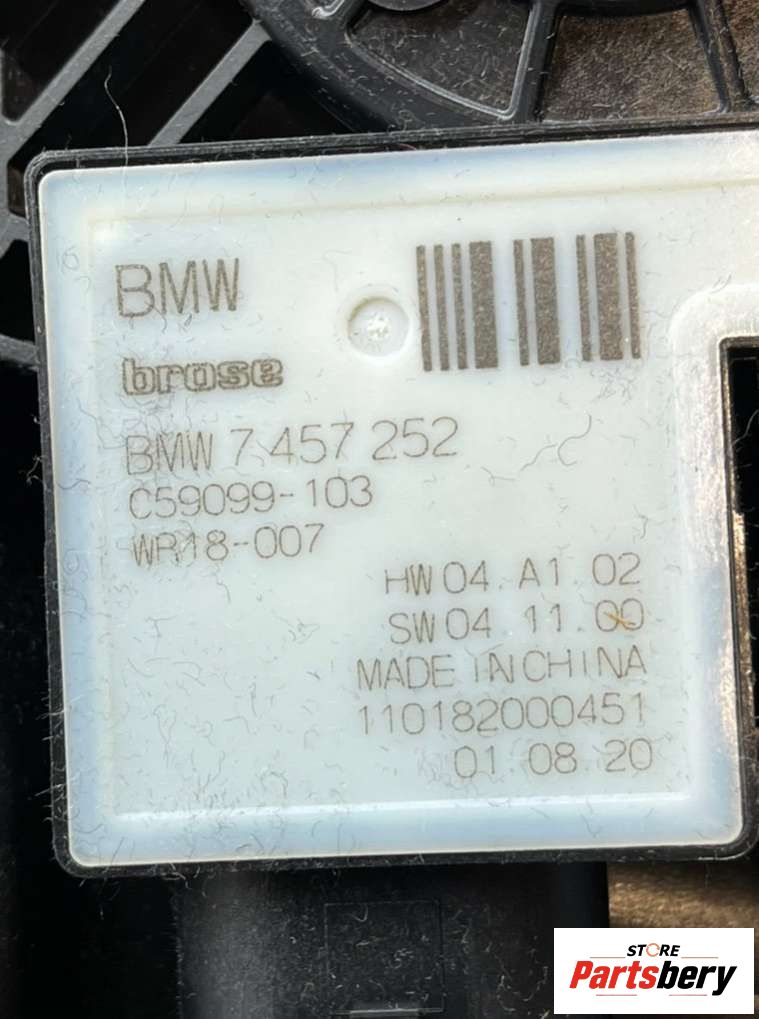 BMW
brose
BMW 7 457 252
C59099-103
WR18-007
HW 04. A1. 02
SW 04 11.00
MADE IN CHINA
110182000451
01.08.20
STORE
Partsbery